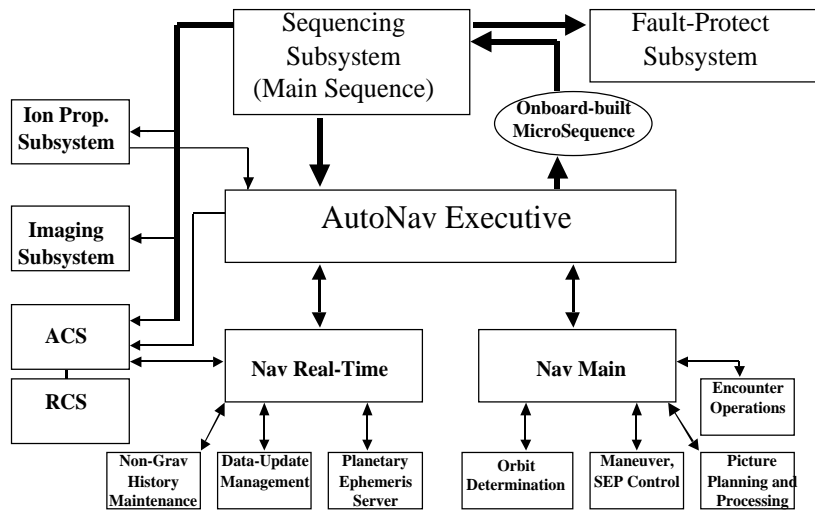 Sequencing
Subsystem
(Main Sequence)
Fault-Protect
Subsystem
Ion Prop.
Subsystem
Onboard-built
MicroSequence
AutoNav Executive
Imaging
Subsystem
ACS
RCS
Nav Real-Time
Nav Main
Encounter
Operations
Non-Grav
History
Maintenance
Data-Update
Management
Planetary
Ephemeris
Server
Orbit
Determination
Maneuver,
SEP Control
Picture
Planning and
Processing